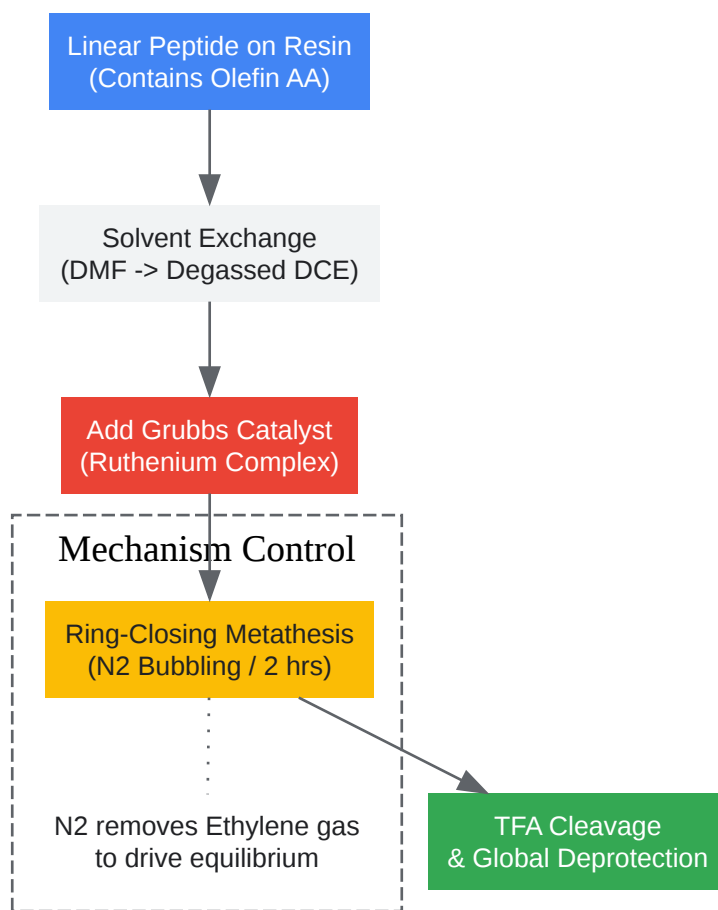 Linear Peptide on Resin
(Contains Olefin AA)
Solvent Exchange
(DMF -> Degassed DCE)
Add Grubbs Catalyst
(Ruthenium Complex)
Mechanism Control
Ring-Closing Metathesis
(N2 Bubbling / 2 hrs)
N2 removes Ethylene gas
to drive equilibrium
TFA Cleavage
& Global Deprotection